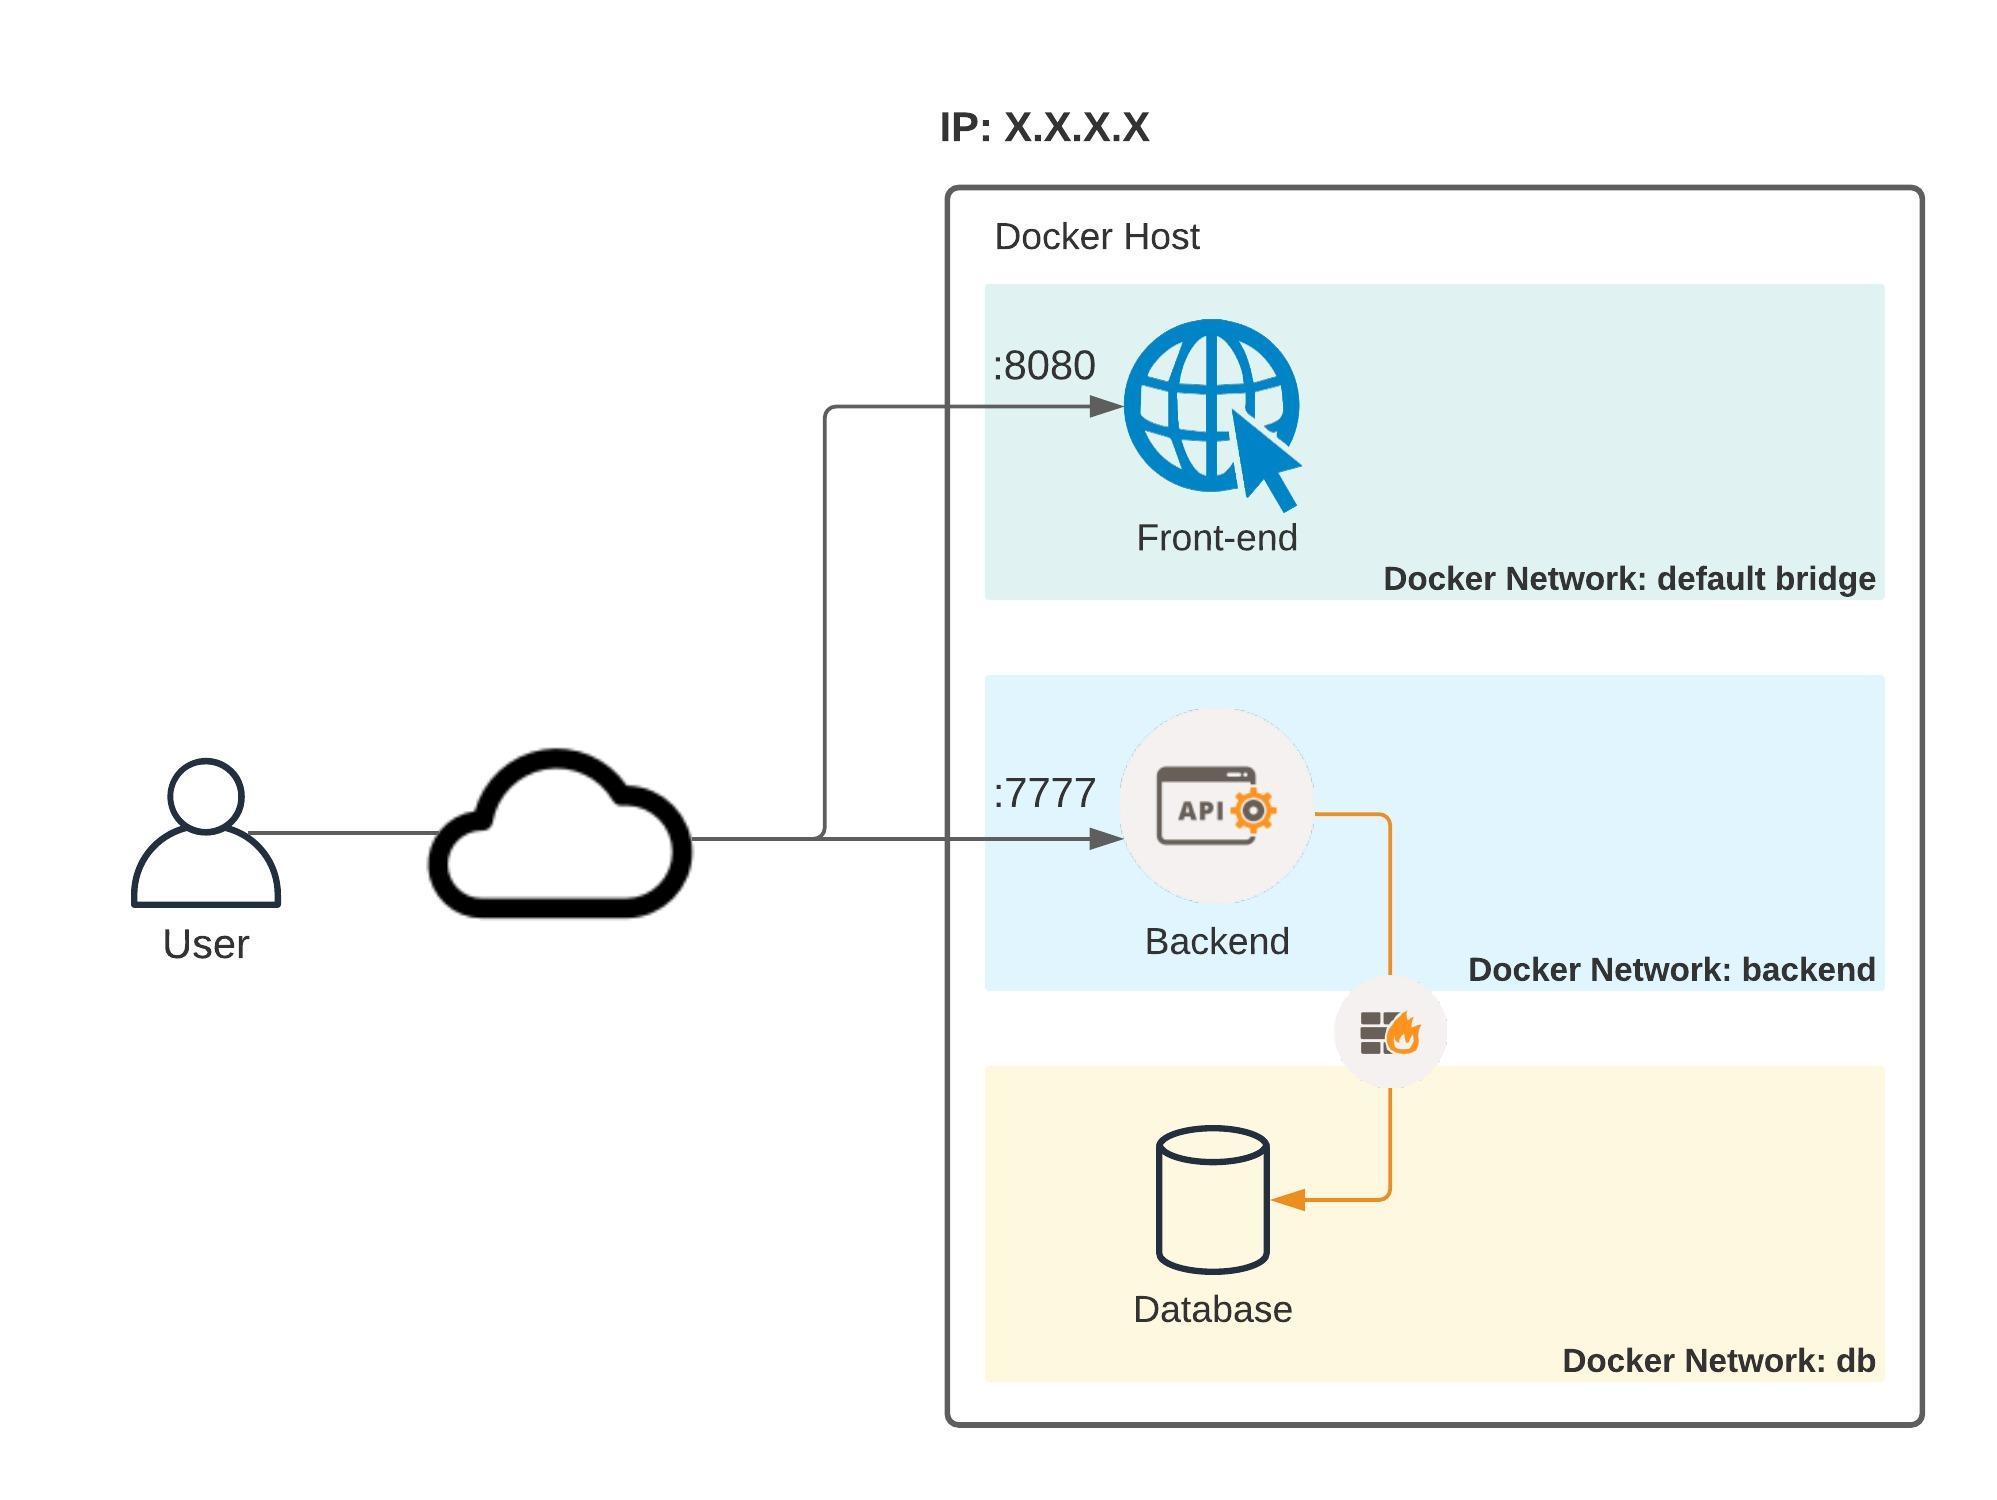 IP: X.X.X.X
Docker Host
:8080
Front-end
Docker Network: default bridge
:7777
API
Backend
Docker Network: backend
User
Database
Docker Network: db